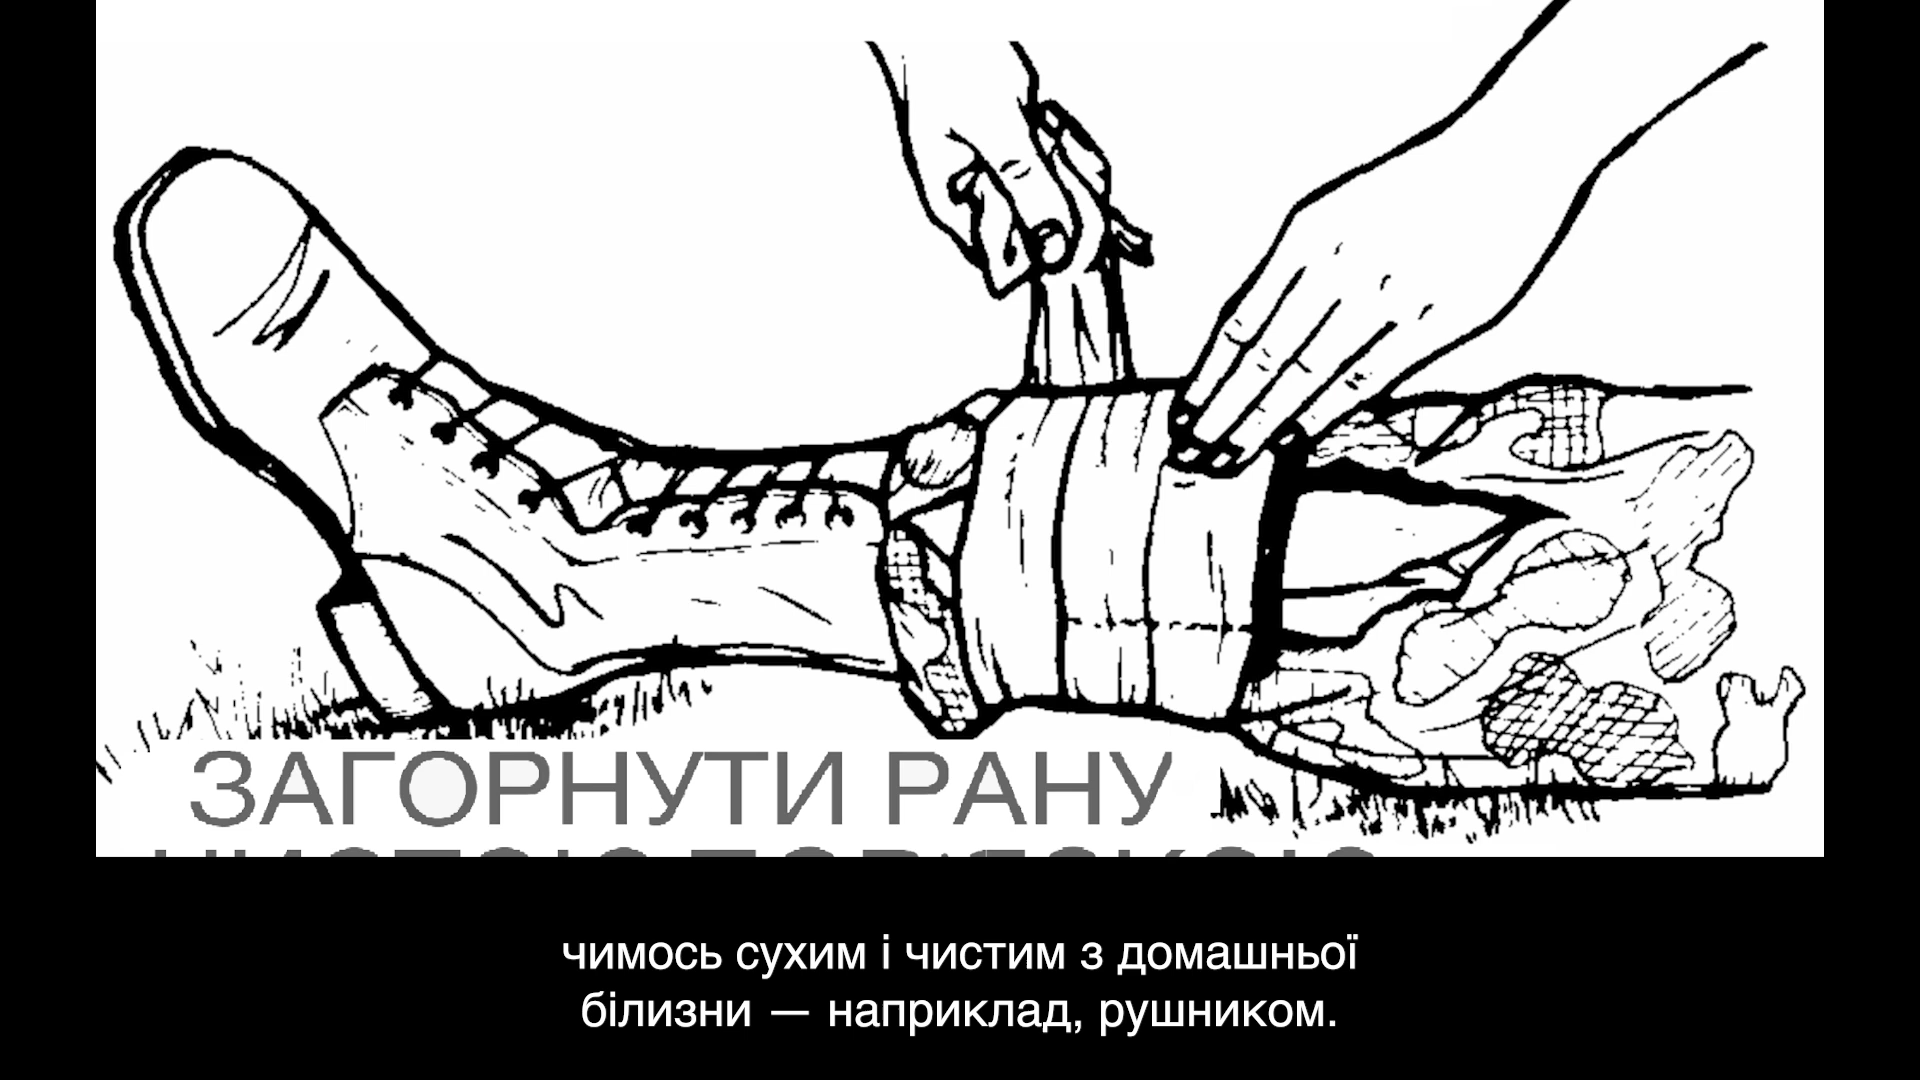 ЗАГОРНУТИ РАНУ
чимось сухим і чистим з домашньої
білизни — наприклад, рушником.